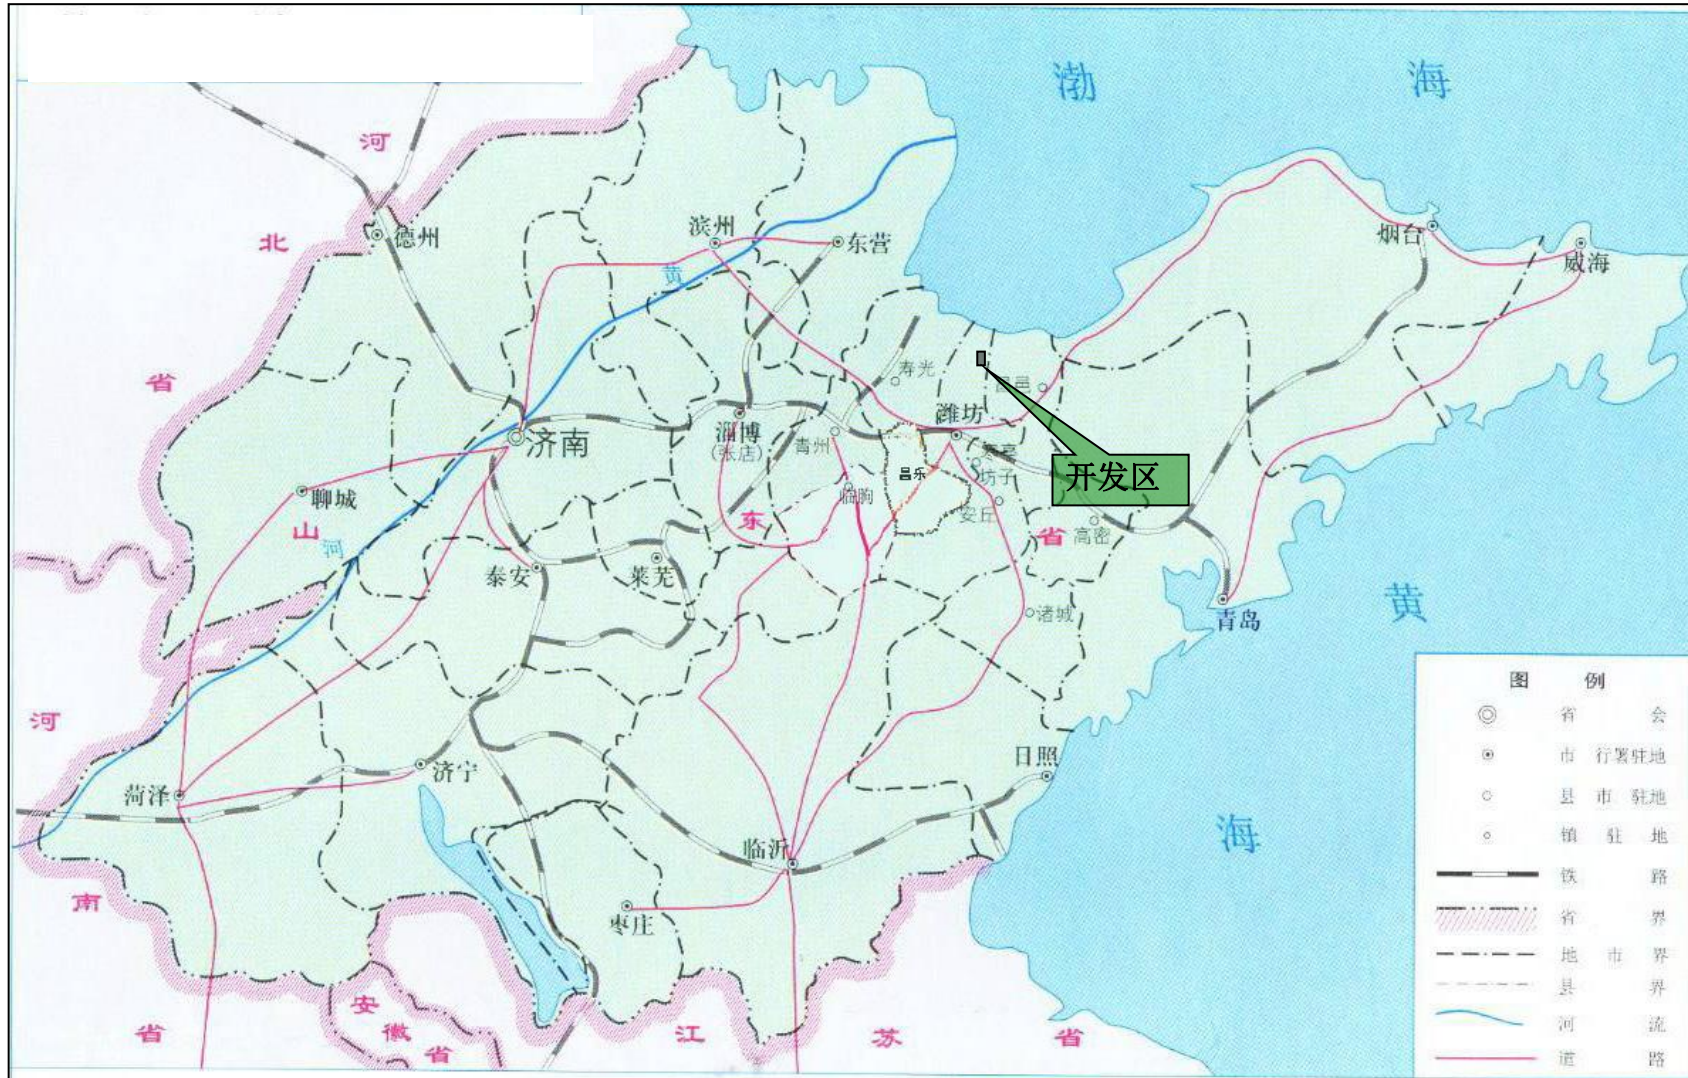 渤海
河
北
省
德州
滨州
东营
黄
烟台
威海
寿光
昌邑
潍坊
济南
淄博
(张店)
青州
寒亭
坊子
昌乐
开发区
临朐
安丘
聊城
山
东
省
高密
河
泰安
莱芜
青岛
诸城
黄
海
河
南
省
日照
菏泽
济宁
临沂
枣庄
安
徽
省
江
苏
省
图例
省会
市行署驻地
县市驻地
镇驻地
铁路
省界
地市界
县界
河流
道路